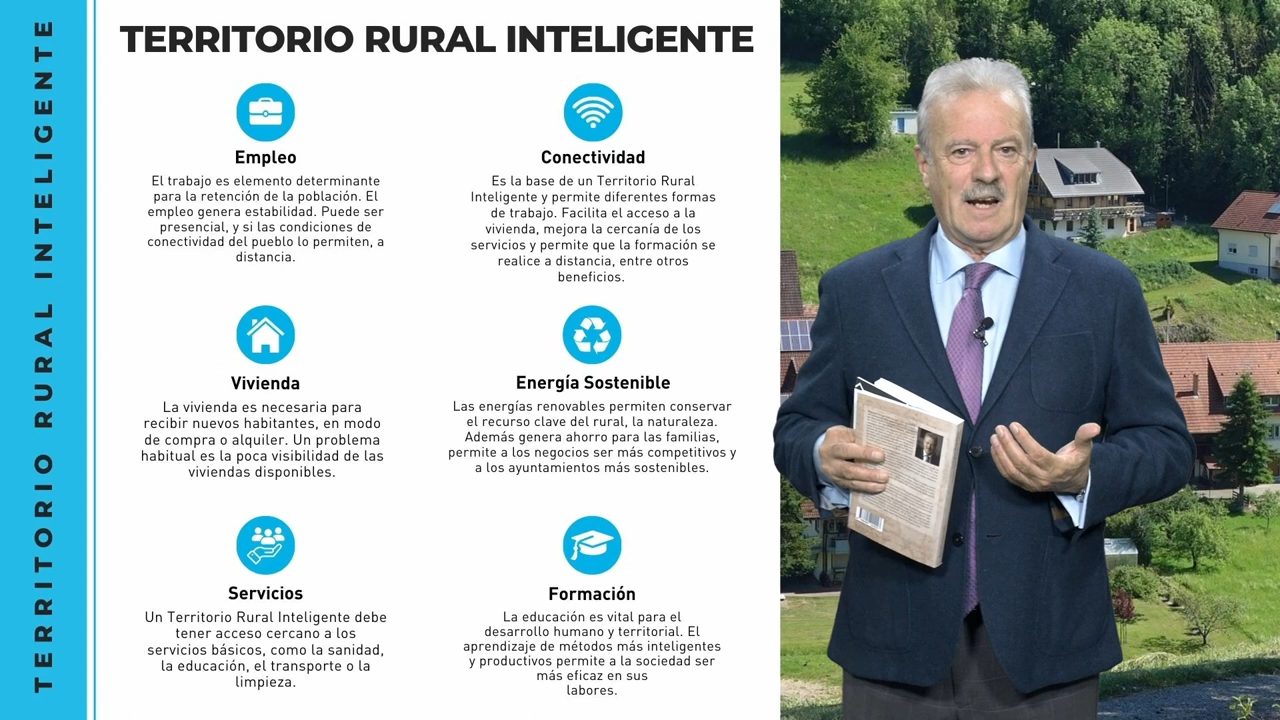 TERRITORIO RURAL INTELIGENTE
TERRITORIO RURAL INTELIGENTE
Empleo
El trabajo es elemento determinante
para la retención de la población. El
empleo genera estabilidad. Puede ser
presencial, y si las condiciones de
conectividad del pueblo lo permiten, a
distancia.
Conectividad
Es la base de un Territorio Rural
Inteligente y permite diferentes formas
de trabajo. Facilita el acceso a la
vivienda, mejora la cercanía de los
servicios y permite que la formación se
realice a distancia, entre otros
beneficios.
Vivienda
La vivienda es necesaria para
recibir nuevos habitantes, en modo
de compra o alquiler. Un problema
habitual es la poca visibilidad de las
viviendas disponibles.
Energía Sostenible
Las energías renovables permiten conservar
el recurso clave del rural, la naturaleza.
Además genera ahorro para las familias,
permite a los negocios ser más competitivos y
a los ayuntamientos más sostenibles.
Servicios
Un Territorio Rural Inteligente debe
tener acceso cercano a los
servicios básicos, como la sanidad,
la educación, el transporte o la
limpieza.
Formación
La educación es vital para el
desarrollo humano y territorial. El
aprendizaje de métodos más inteligentes
y productivos permite a la sociedad ser
más eficaz en sus
labores.